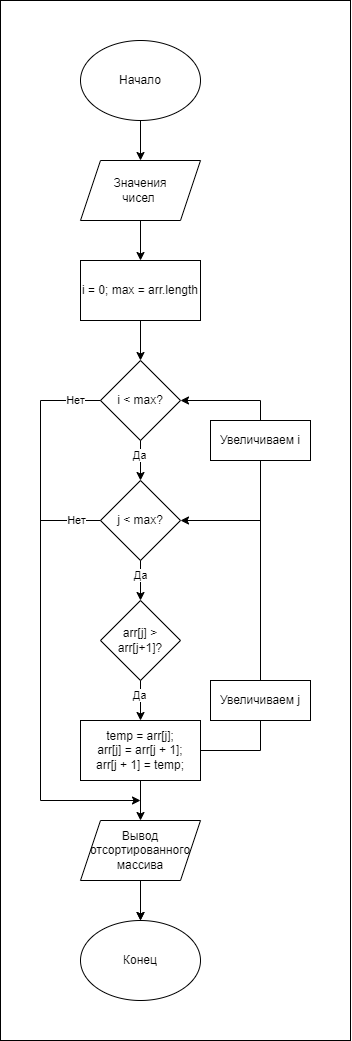 Начало
Значения
чисел
i = 0; max = arr.length
i < max?
Нет
Увеличиваем i
Да
j < max?
Нет
Да
arr[j] >
arr[j+1]?
Да
Увеличиваем j
temp = arr[j];
arr[j] = arr[j + 1];
arr[j + 1] = temp;
Вывод
отсортированного
массива
Конец